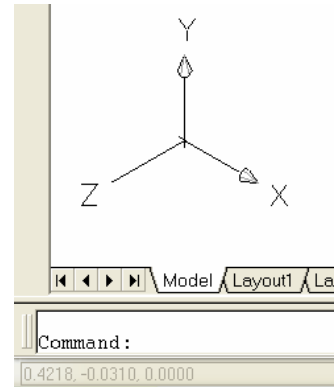 Y
Z X
Model Layout1 La
Command:
0.4218, -0.0310, 0.0000